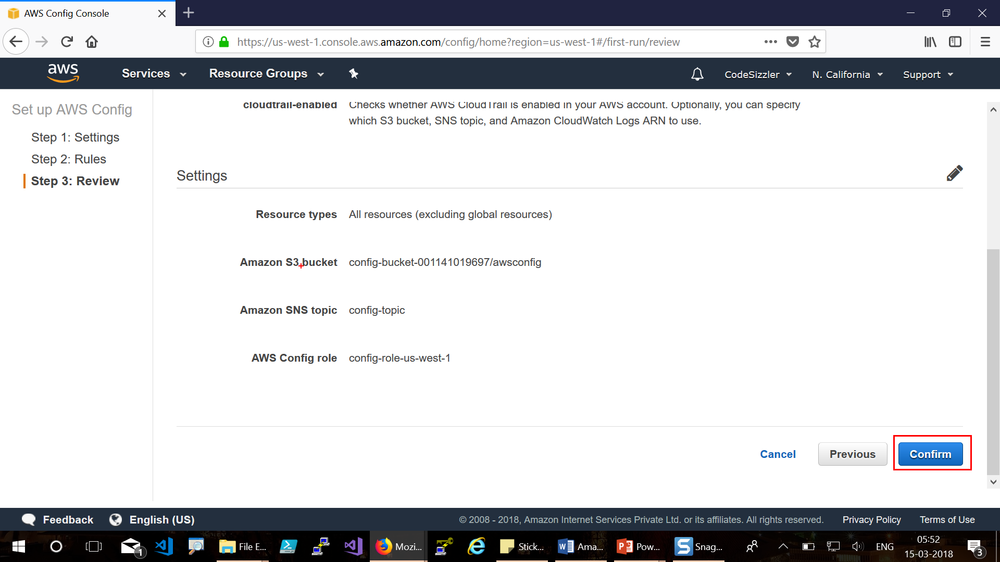 AWS Config Console
https://us-west-1.console.aws.amazon.com/config/home?region=us-west-1#/first-run/review
aws
Services
Resource Groups
CodeSizzler
N. California
Support
Set up AWS Config
Step 1: Settings
Step 2: Rules
Step 3: Review
cloudtrail-enabled Checks whether AWS CloudTrail is enabled in your AWS account. Optionally, you can specify
which S3 bucket, SNS topic, and Amazon CloudWatch Logs ARN to use.
Settings
Resource types All resources (excluding global resources)
Amazon S3 bucket config-bucket-001141019697/awsconfig
Amazon SNS topic config-topic
AWS Config role config-role-us-west-1
Cancel
Previous
Confirm
Feedback
English (US)
© 2008 - 2018, Amazon Internet Services Private Ltd. or its affiliates. All rights reserved.
Privacy Policy
Terms of Use
1
File E...
Mozi...
Stick...
Ama...
Pow...
Snag...
ENG
05:52
15-03-2018
3